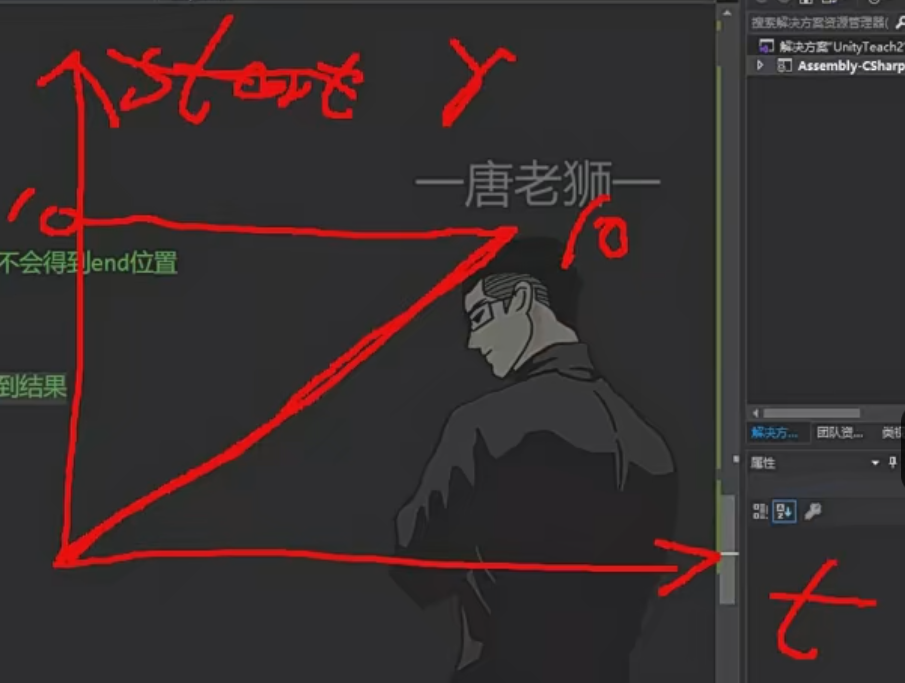 start Y
搜索解决方案资源管理器(
解决方案"UnityTeach2"
Assembly-CSharp
一唐老狮一
10
10
不会得到end位置
到结果
解决方...
团队资...
类视
属性
t